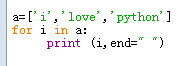 a=['i','love','python']
for i in a:
    print (i,end=" ")